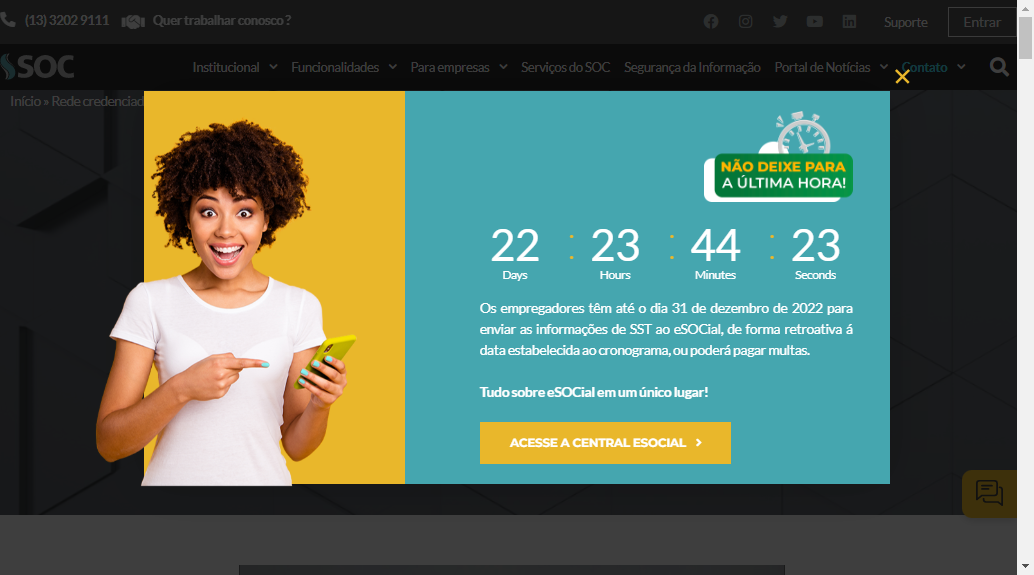 (13) 3202 9111 Quer trabalhar conosco ?
Suporte
Entrar
SOC
Institucional Funcionalidades Para empresas Serviços do SOC Segurança da Informação Portal de Notícias Contato
Início » Rede credenciad
NÃO DEIXE PARA
A ÚLTIMA HORA!
22 : 23 : 44 : 23
Days Hours Minutes Seconds
Os empregadores têm até o dia 31 de dezembro de 2022 para
enviar as informações de SST ao eSOCial, de forma retroativa á
data estabelecida ao cronograma, ou poderá pagar multas.
Tudo sobre eSOCial em um único lugar!
ACESSE A CENTRAL ESOCIAL